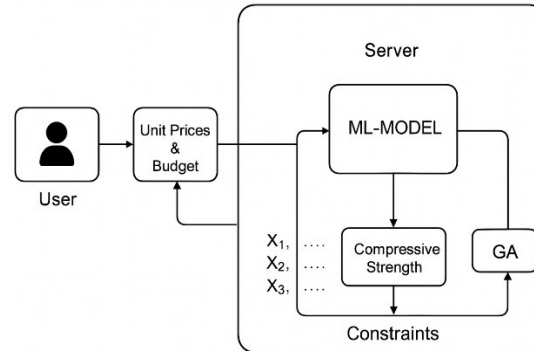 Server
User
Unit Prices
&
Budget
ML-MODEL
X1, ....
X2, ....
X3, ....
Compressive
Strength
GA
Constraints